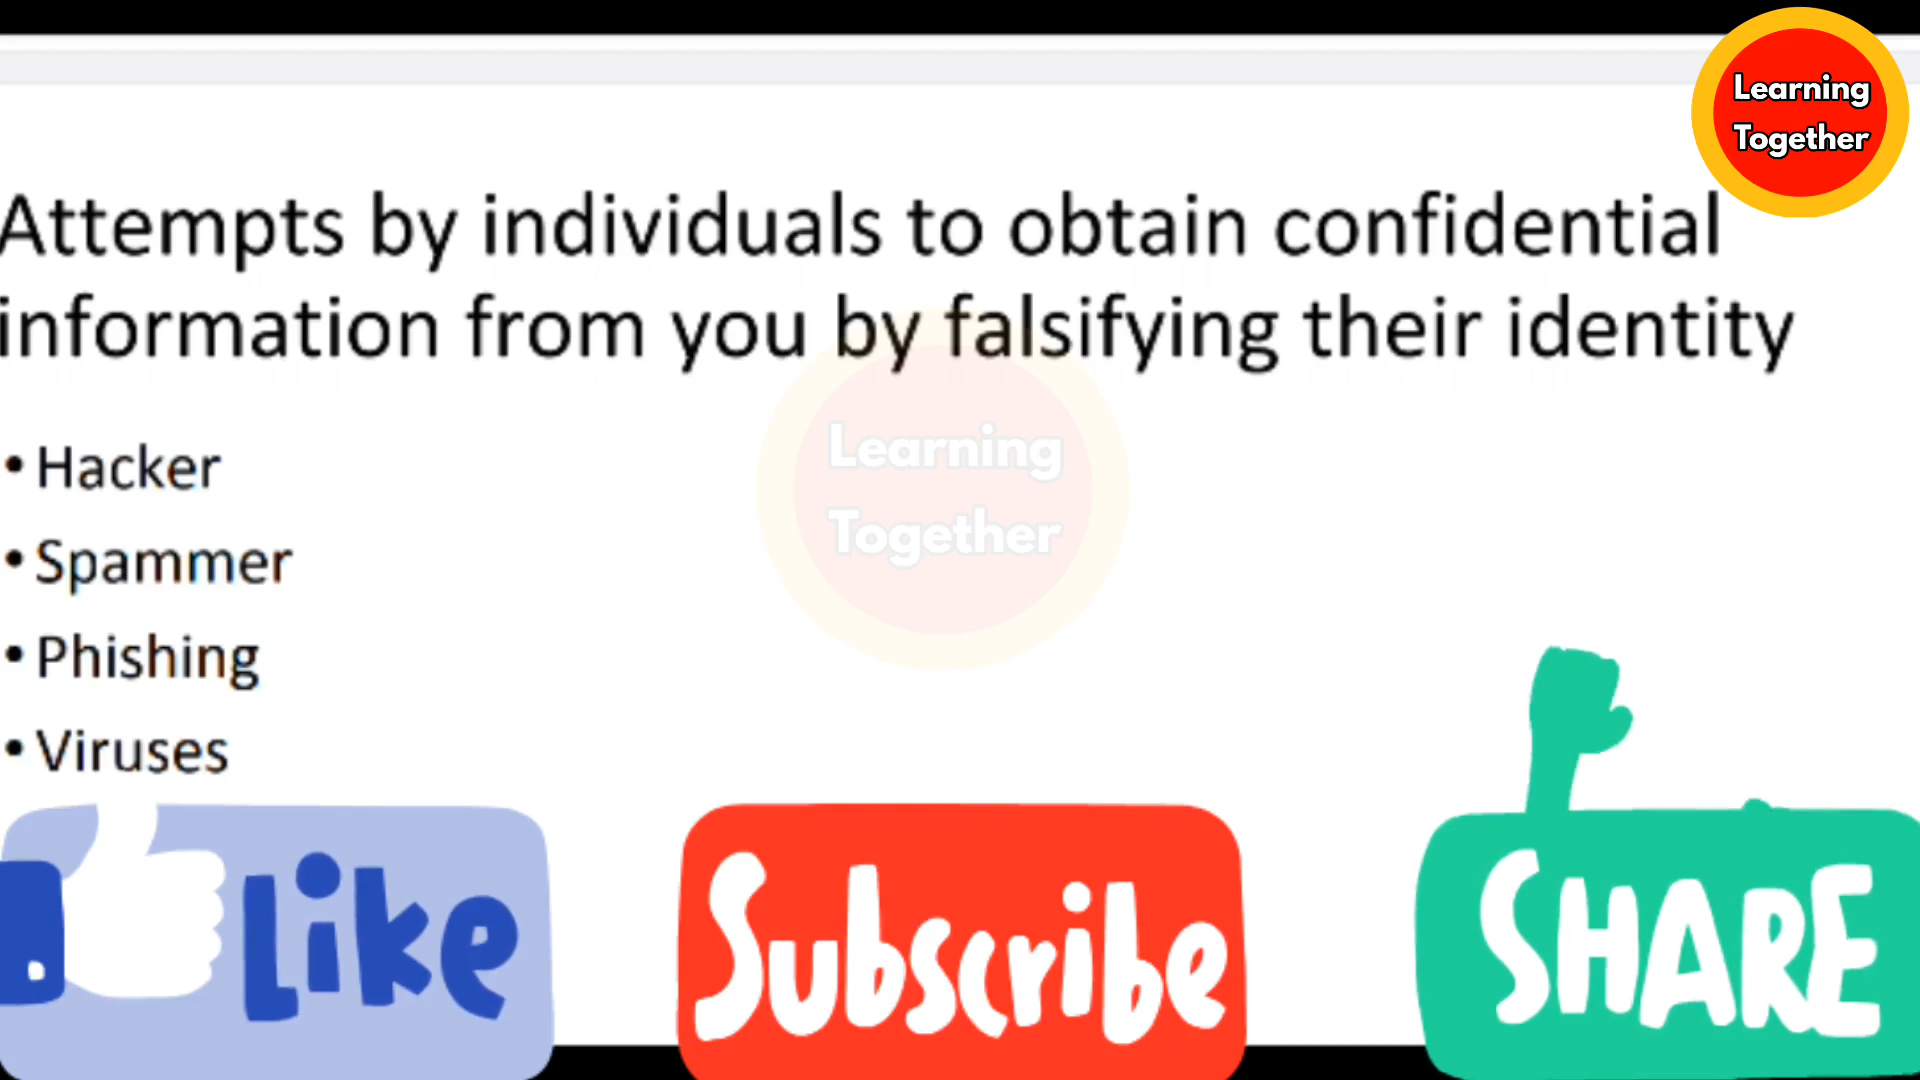 Learning
Together
Attempts by individuals to obtain confidential
information from you by falsifying their identity
• Hacker
Learning
• Spammer
Together
• Phishing
• Viruses
Like
Subscribe
SHARE